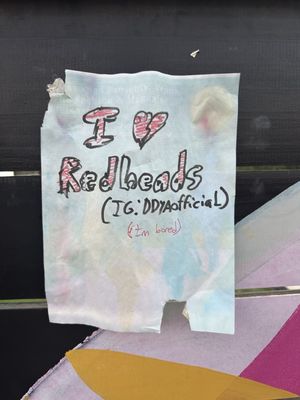 I ♥
Redheads
(IG: DDYAofficial)
(I'm bored)